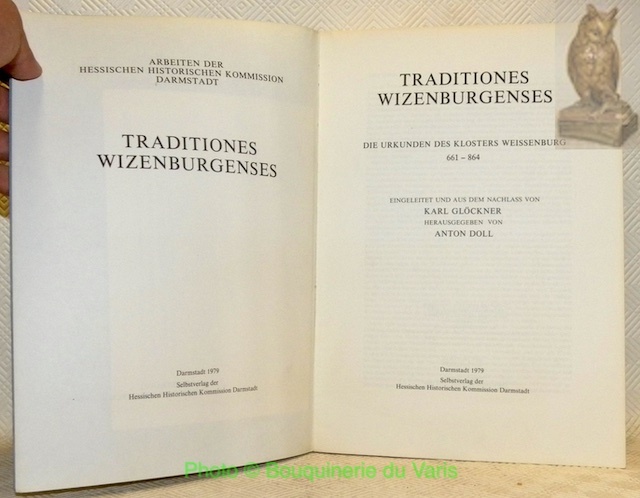 ARBEITEN DER
HESSISCHEN HISTORISCHEN KOMMISSION
DARMSTADT
TRADITIONES
WIZENBURGENSES
Darmstadt 1979
Selbstverlag der
Hessischen Historischen Kommission Darmstadt
TRADITIONES
WIZENBURGENSES
DIE URKUNDEN DES KLOSTERS WEISSENBURG
661 – 864
EINGELEITET UND AUS DEM NACHLASS VON
KARL GLÖCKNER
HERAUSGEGEBEN VON
ANTON DOLL
Darmstadt 1979
Selbstverlag der
Hessischen Historischen Kommission Darmstadt
Photo © Bouquinerie du Varis